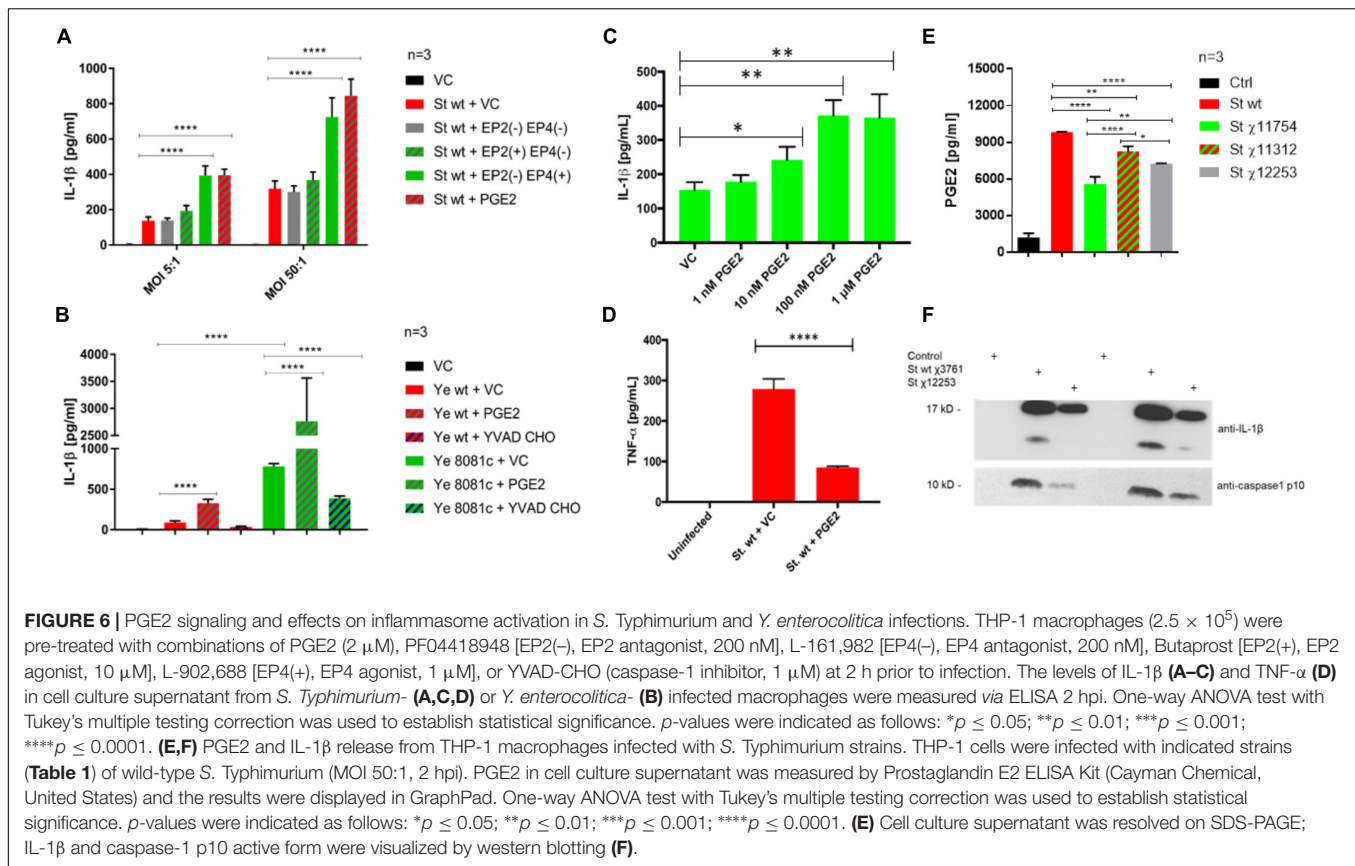 A
****
****
****
****
1000
800
600
400
200
0
IL-1β [pg/ml]
MOI 5:1
MOI 50:1
n=3
VC
St wt + VC
St wt + EP2(-) EP4(-)
St wt + EP2(+) EP4(-)
St wt + EP2(-) EP4(+)
St wt + PGE2
C
**
**
*
400
300
200
100
0
IL-1β [pg/ml]
VC
1 nM PGE2
10 nM PGE2
100 nM PGE2
1 µM PGE2
E
n=3
****
**
****
**
****
*
15000
12000
9000
6000
3000
0
PGE2 [pg/ml]
Ctrl
St wt
St χ11754
St χ11312
St χ12253
B
****
****
****
****
4000
3500
3000
2500
1000
500
0
IL-1β [pg/ml]
n=3
VC
Ye wt + VC
Ye wt + PGE2
Ye wt + YVAD CHO
Ye 8081c + VC
Ye 8081c + PGE2
Ye 8081c + YVAD CHO
D
****
400
300
200
100
0
TNF-α [pg/mL]
Uninfected
St. wt + VC
St. wt + PGE2
F
Control + +
St wt χ3761 + +
St χ12253 + +
17 kD -
anti-IL-1β
10 kD -
anti-caspase1 p10
FIGURE 6 | PGE2 signaling and effects on inflammasome activation in S. Typhimurium and Y. enterocolitica infections. THP-1 macrophages (2.5 × 10⁵) were
pre-treated with combinations of PGE2 (2 µM), PF04418948 [EP2(–), EP2 antagonist, 200 nM], L-161,982 [EP4(–), EP4 antagonist, 200 nM], Butaprost [EP2(+), EP2
agonist, 10 µM], L-902,688 [EP4(+), EP4 agonist, 1 µM], or YVAD-CHO (caspase-1 inhibitor, 1 µM) at 2 h prior to infection. The levels of IL-1β (A–C) and TNF-α (D)
in cell culture supernatant from S. Typhimurium- (A,C,D) or Y. enterocolitica- (B) infected macrophages were measured via ELISA 2 hpi. One-way ANOVA test with
Tukey's multiple testing correction was used to establish statistical significance. p-values were indicated as follows: *p ≤ 0.05; **p ≤ 0.01; ***p ≤ 0.001;
****p ≤ 0.0001. (E,F) PGE2 and IL-1β release from THP-1 macrophages infected with S. Typhimurium strains. THP-1 cells were infected with indicated strains
(Table 1) of wild-type S. Typhimurium (MOI 50:1, 2 hpi). PGE2 in cell culture supernatant was measured by Prostaglandin E2 ELISA Kit (Cayman Chemical,
United States) and the results were displayed in GraphPad. One-way ANOVA test with Tukey's multiple testing correction was used to establish statistical
significance. p-values were indicated as follows: *p ≤ 0.05; **p ≤ 0.01; ***p ≤ 0.001; ****p ≤ 0.0001. (E) Cell culture supernatant was resolved on SDS-PAGE;
IL-1β and caspase-1 p10 active form were visualized by western blotting (F).